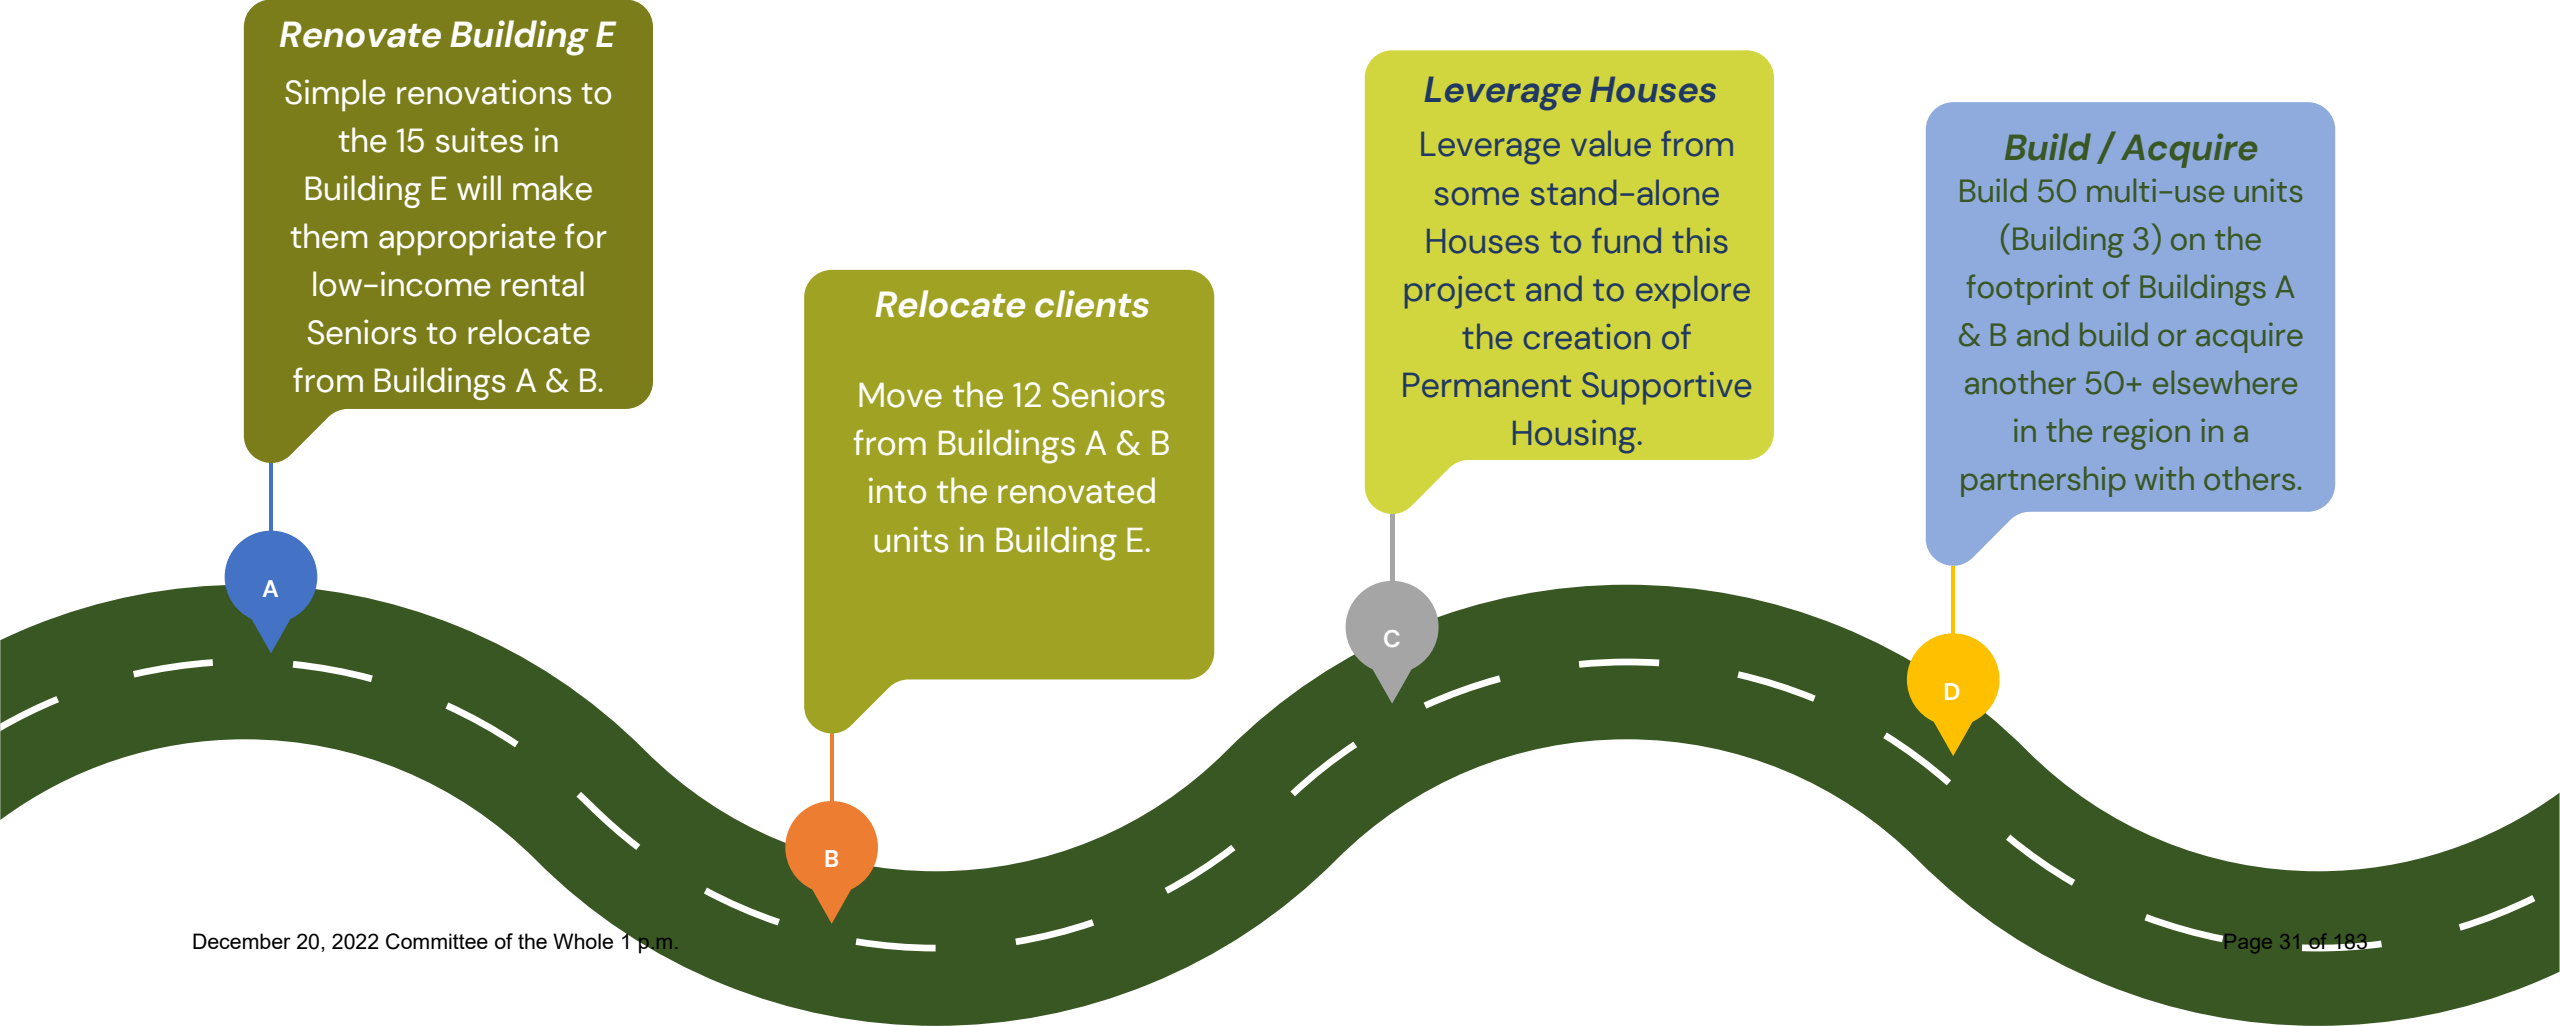 Renovate Building E
Simple renovations to
the 15 suites in
Building E will make
them appropriate for
low-income rental
Seniors to relocate
from Buildings A & B.
A
Relocate clients
Move the 12 Seniors
from Buildings A & B
into the renovated
units in Building E.
B
Leverage Houses
Leverage value from
some stand-alone
Houses to fund this
project and to explore
the creation of
Permanent Supportive
Housing.
C
Build / Acquire
Build 50 multi-use units
(Building 3) on the
footprint of Buildings A
& B and build or acquire
another 50+ elsewhere
in the region in a
partnership with others.
D
December 20, 2022 Committee of the Whole 1 p.m.
Page 31 of 183